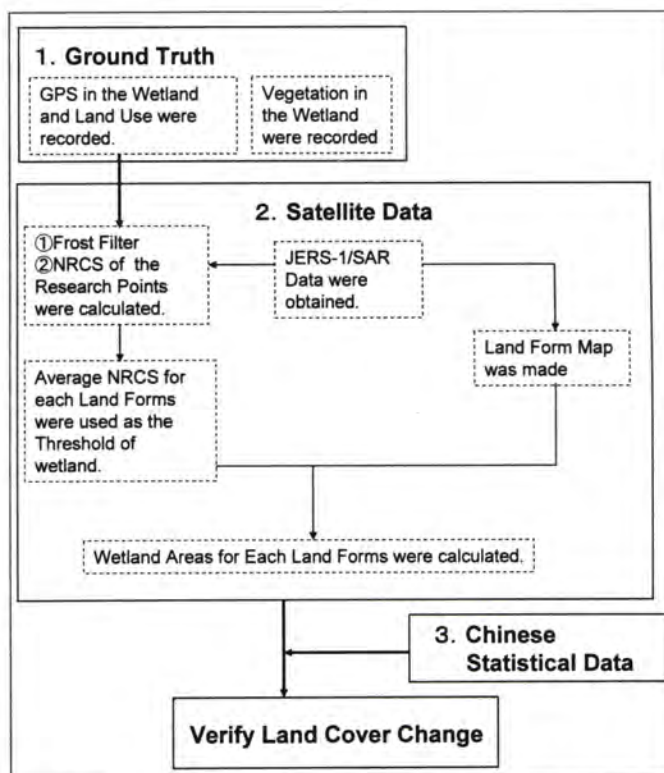 1. Ground Truth
GPS in the Wetland
and Land Use were
recorded.
Vegetation in
the Wetland
were recorded
2. Satellite Data
①Frost Filter
②NRCS of the
Research Points
were calculated.
JERS-1/SAR
Data were
obtained.
Land Form Map
was made
Average NRCS for
each Land Forms
were used as the
Threshold of
wetland.
Wetland Areas for Each Land Forms were calculated.
3. Chinese
Statistical Data
Verify Land Cover Change